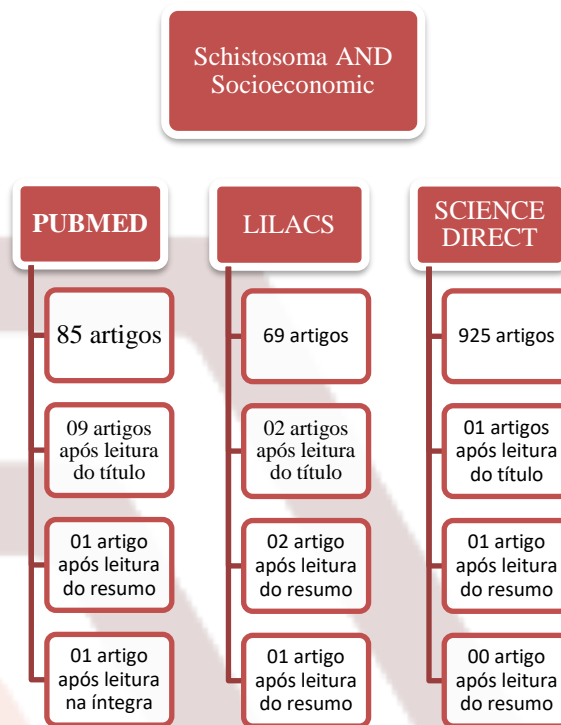 Schistosoma AND
Socioeconomic
PUBMED
85 artigos
09 artigos
após leitura
do título
01 artigo
após leitura
do resumo
01 artigo
após leitura
na íntegra
LILACS
69 artigos
02 artigos
após leitura
do título
02 artigo
após leitura
do resumo
01 artigo
após leitura
do resumo
SCIENCE
DIRECT
925 artigos
01 artigos
após leitura
do título
01 artigo
após leitura
do resumo
00 artigo
após leitura
do resumo